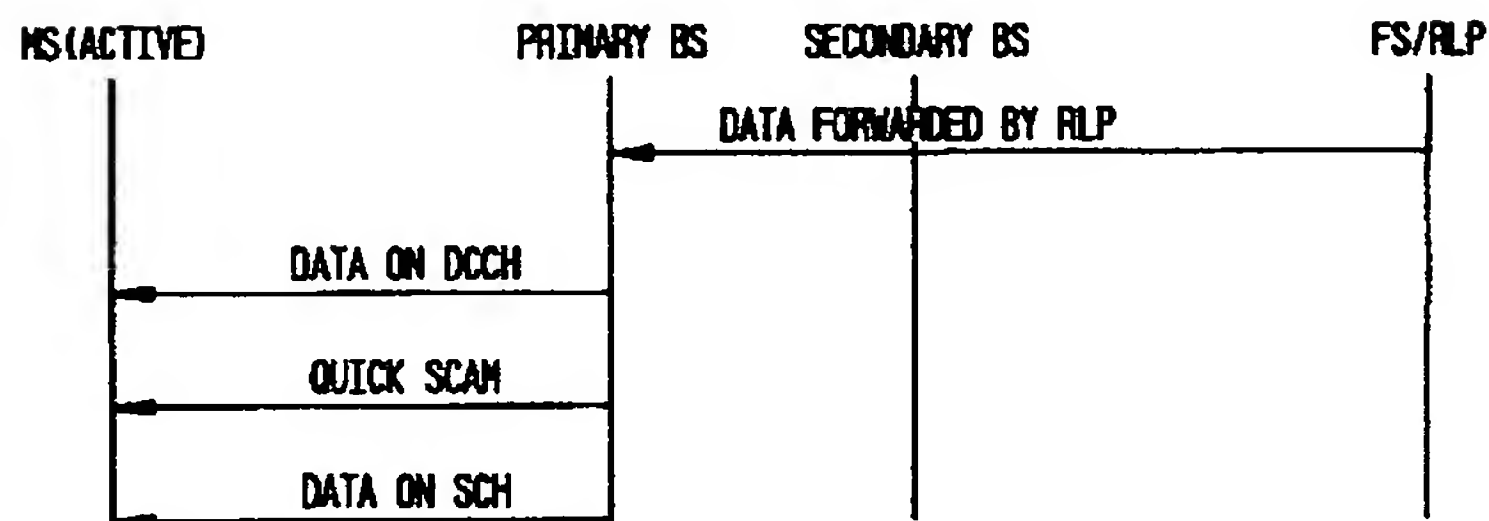 MS(ACTIVE) PRIMARY BS SECONDARY BS FS/RLP
DATA FORWARDED BY RLP
DATA ON DCCH
QUICK SCAM
DATA ON SCH